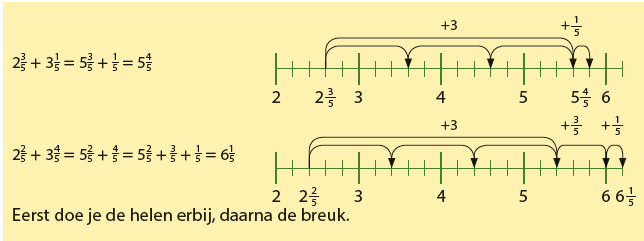 +3 +1/5
2 3/5 + 3 1/5 = 5 3/5 + 1/5 = 5 4/5
2 2 3/5 3 4 5 5 4/5 6
+3 +3/5 +1/5
2 2/5 + 3 4/5 = 5 2/5 + 4/5 = 5 2/5 + 3/5 + 1/5 = 6 1/5
2 2 2/5 3 4 5 6 6 1/5
Eerst doe je de helen erbij, daarna de breuk.